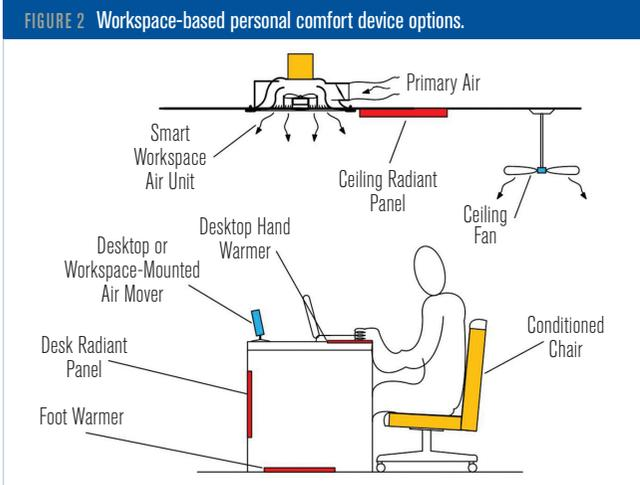 FIGURE 2 Workspace-based personal comfort device options.
Primary Air
Smart
Workspace
Air Unit
Ceiling Radiant
Panel
Ceiling
Fan
Desktop Hand
Warmer
Desktop or
Workspace-Mounted
Air Mover
Conditioned
Chair
Desk Radiant
Panel
Foot Warmer